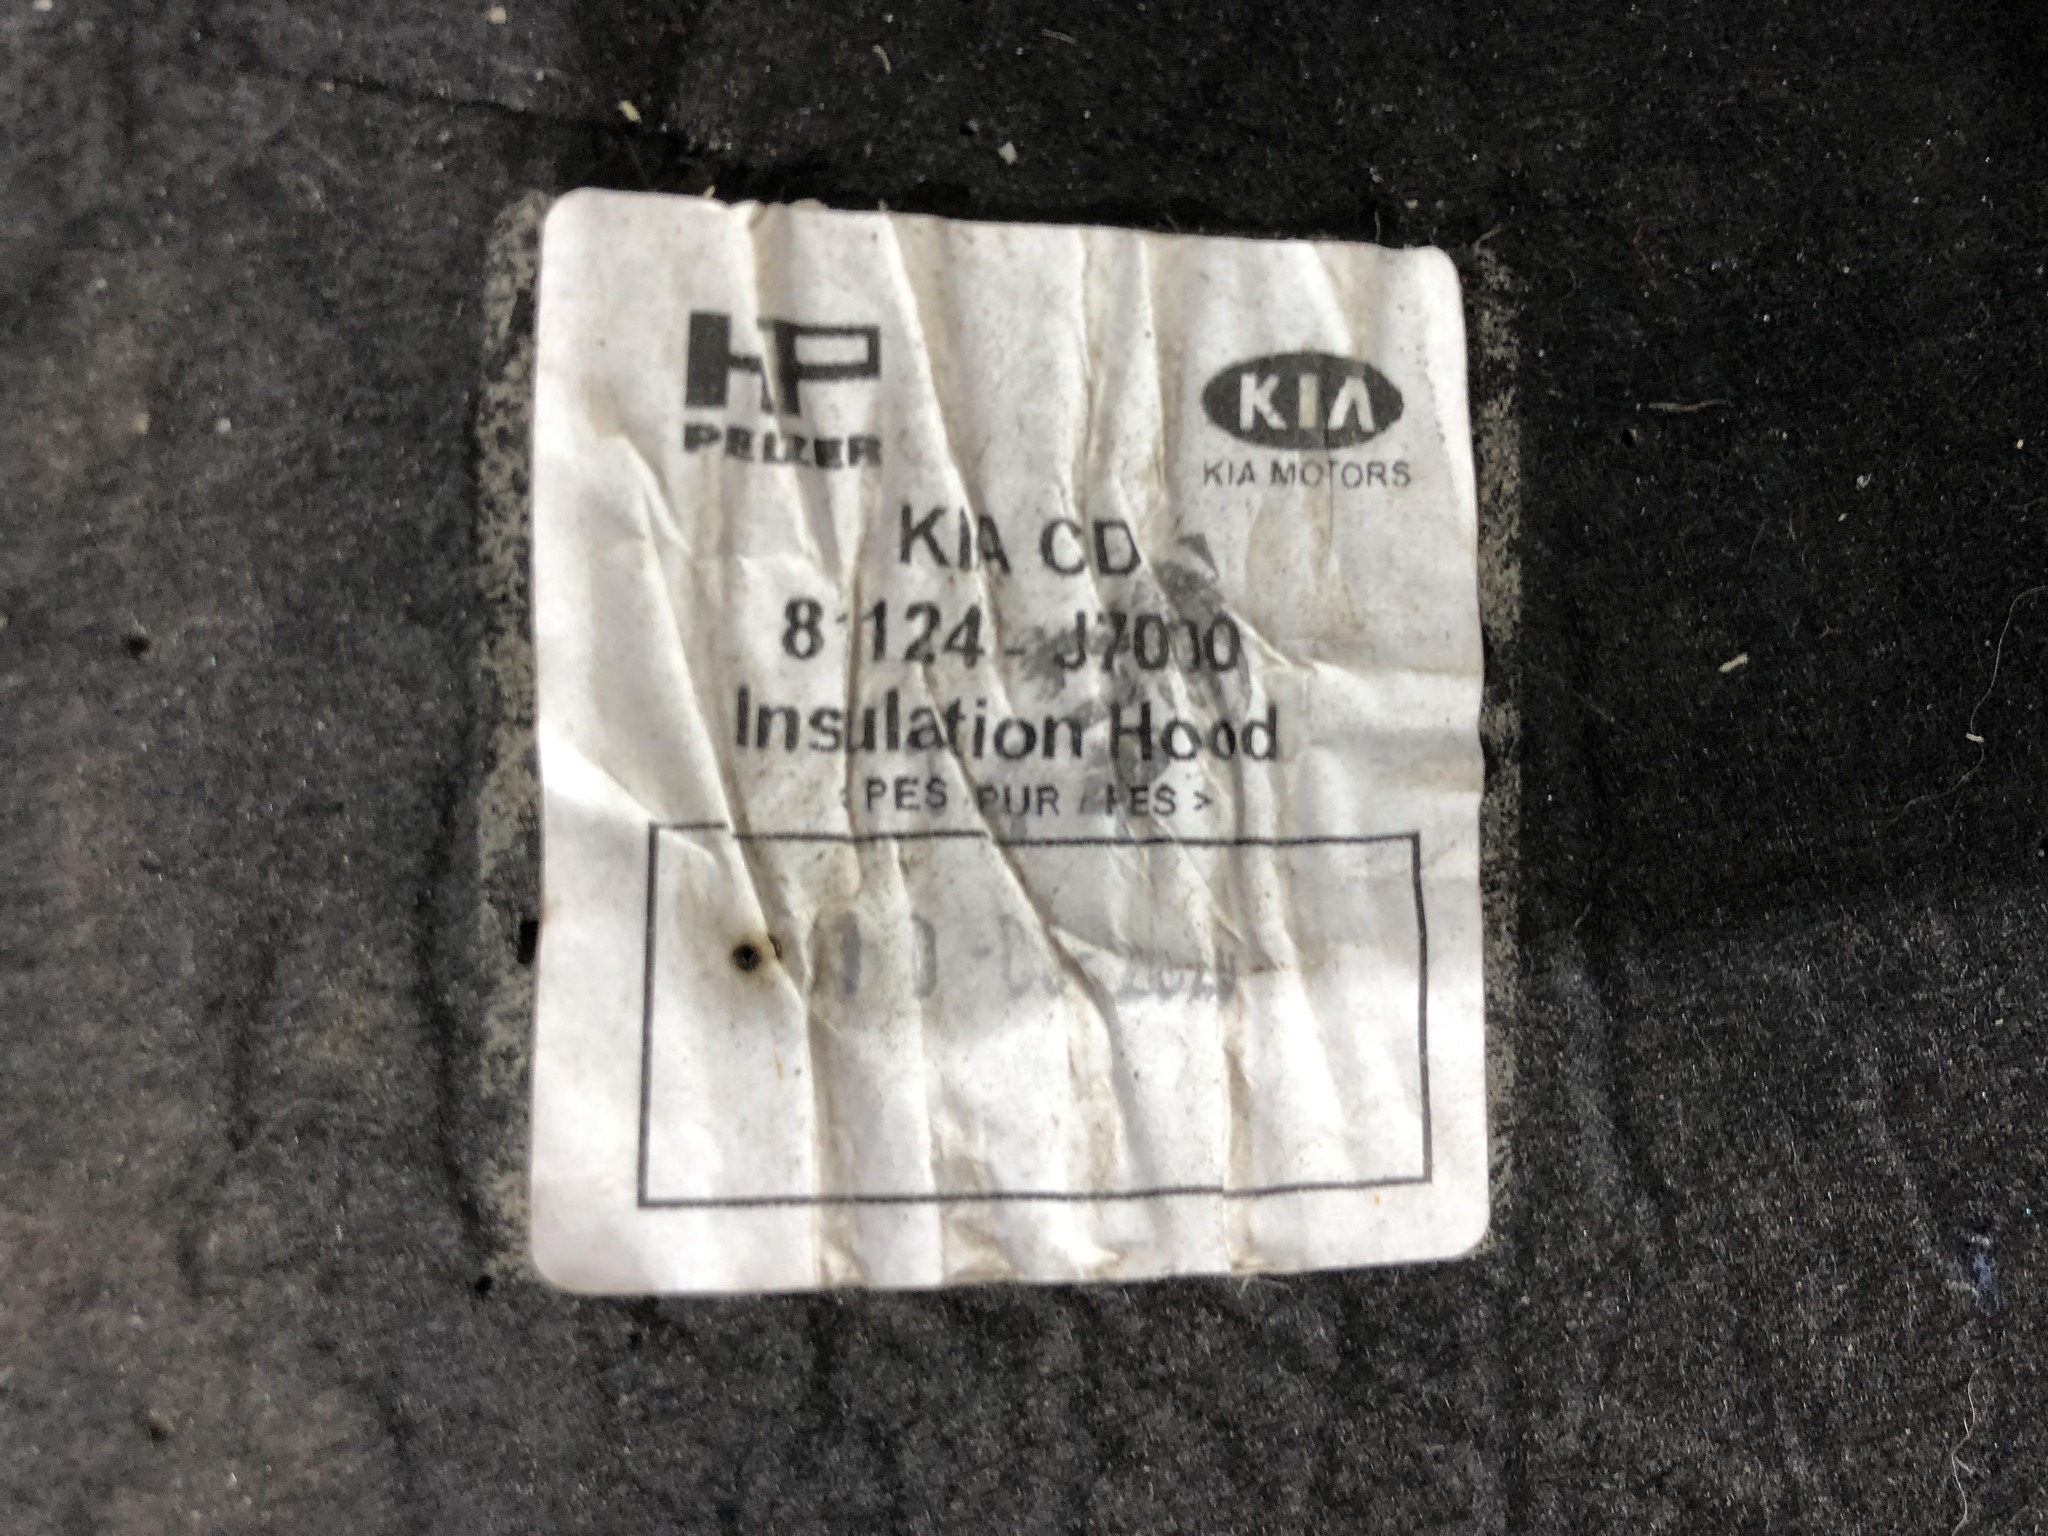 HP
PELZER
KIA
KIA MOTORS
KIA CD
81124 - J7000
Insulation Hood
PES PUR PES >